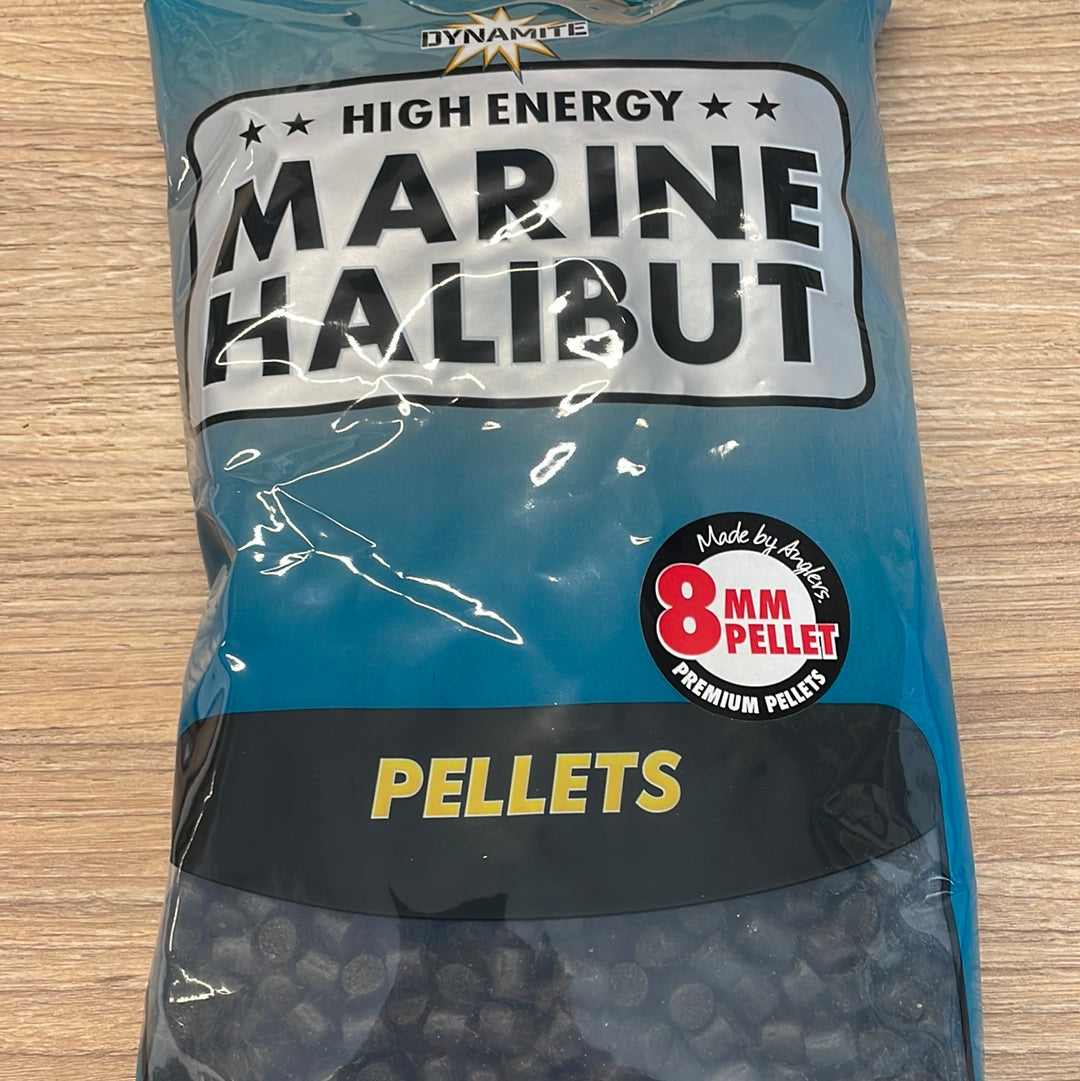 DYNAMITE
★ ★ HIGH ENERGY ★ ★
MARINE
HALIBUT
Made by Anglers.
8MM
PELLET
PREMIUM PELLETS
PELLETS